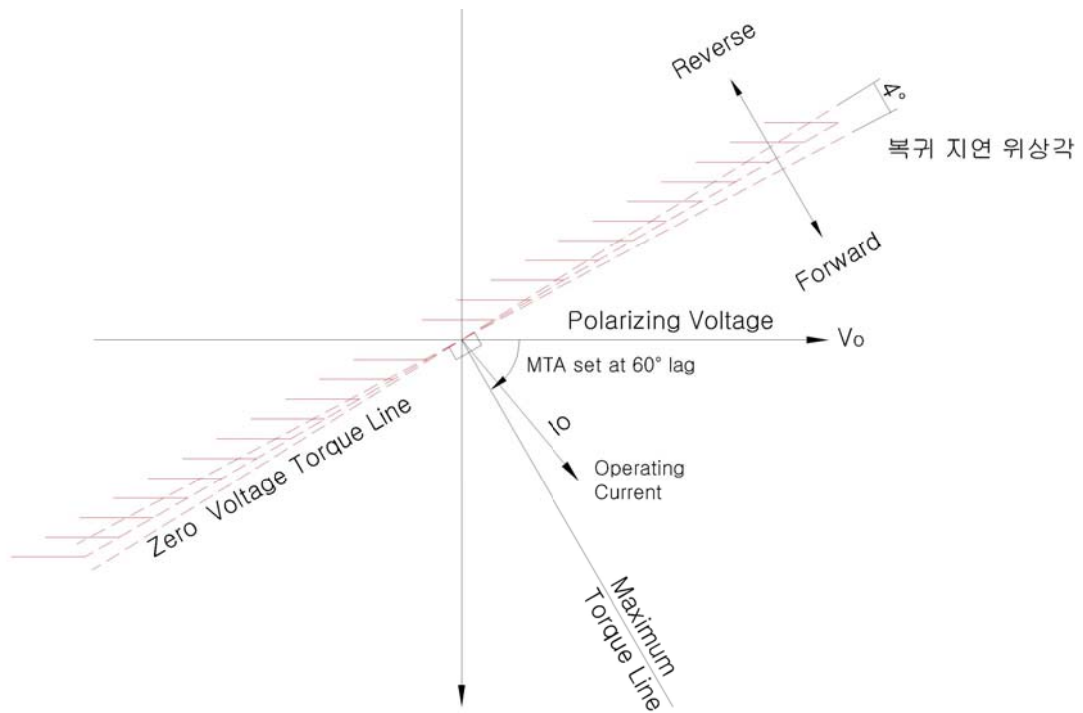 Reverse
4°
복귀 지연 위상각
Forward
Polarizing Voltage
Vo
MTA set at 60° lag
Io
Operating
Current
Zero Voltage Torque Line
Maximum
Torque Line